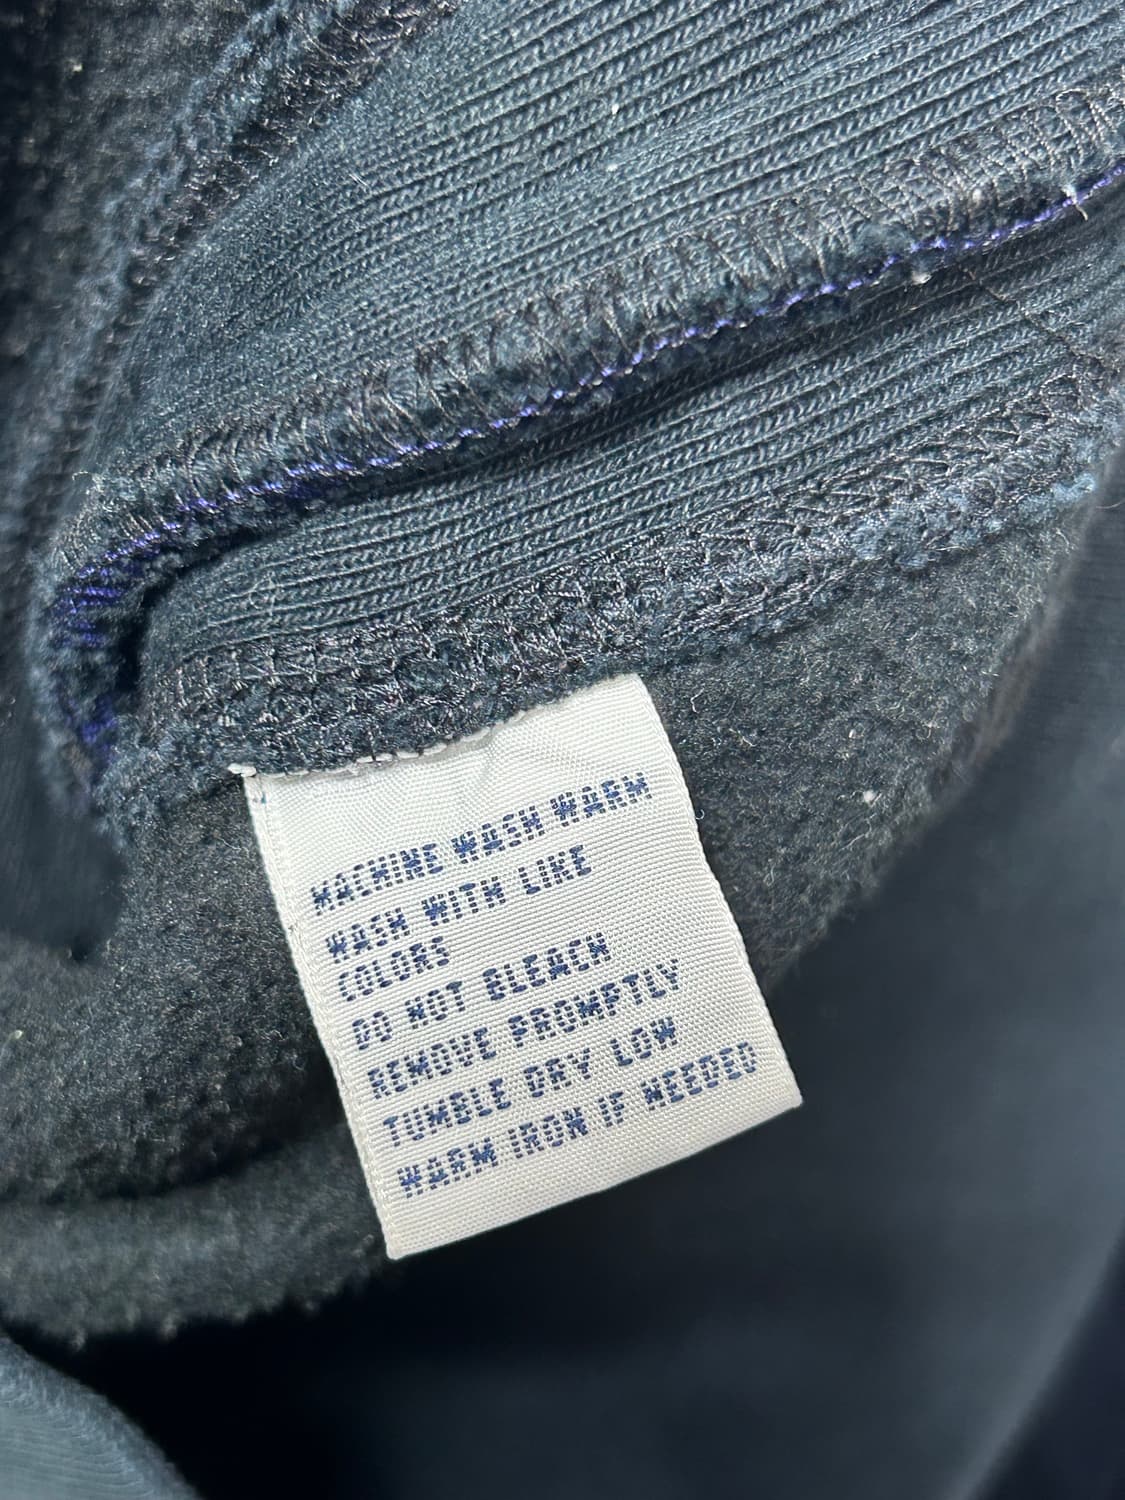 MACHINE WASH WARM
WASH WITH LIKE
COLORS
DO NOT BLEACH
REMOVE PROMPTLY
TUMBLE DRY LOW
WARM IRON IF NEEDED